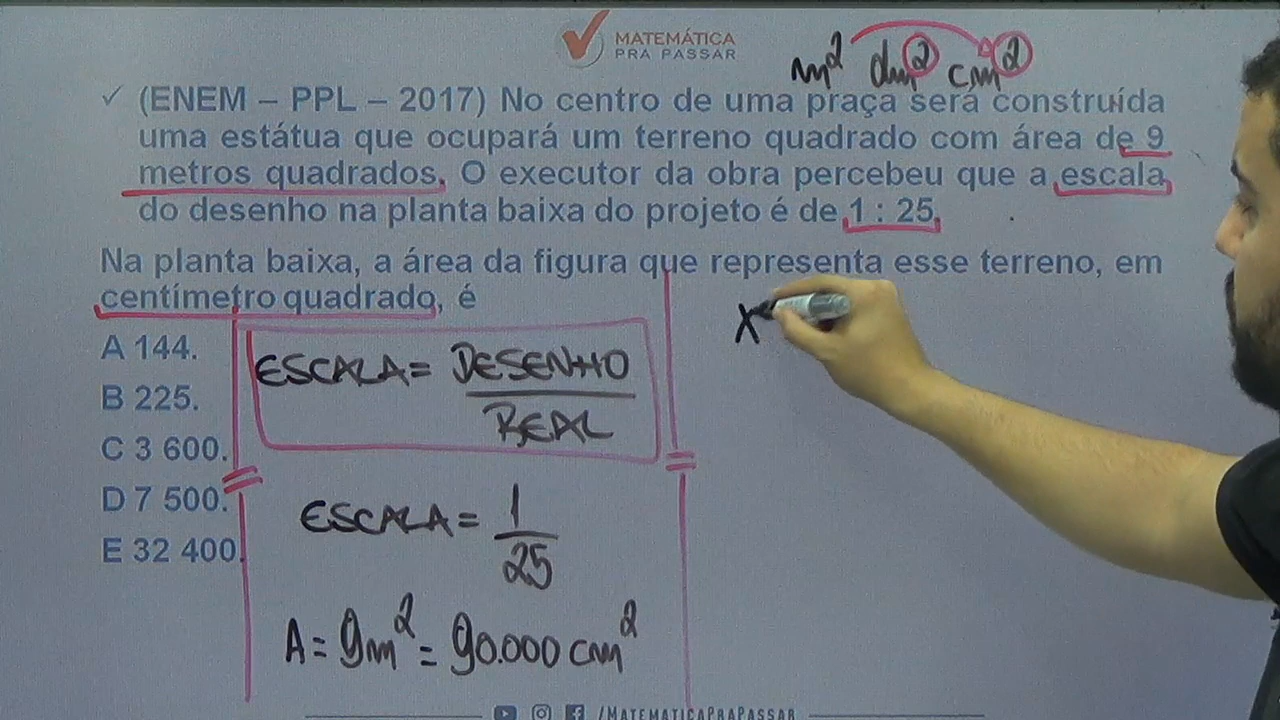 MATEMÁTICA
PRA PASSAR
m² dm² cm²
✓ (ENEM – PPL – 2017) No centro de uma praça será construída
uma estátua que ocupará um terreno quadrado com área de 9
metros quadrados. O executor da obra percebeu que a escala
do desenho na planta baixa do projeto é de 1 : 25.
Na planta baixa, a área da figura que representa esse terreno, em
centímetro quadrado, é
A 144.
B 225.
C 3 600.
D 7 500.
E 32 400.
ESCALA = DESENHO
REAL
ESCALA = 1
25
A = 9m² = 90.000 cm²
X
/MATEMATICAPRAPASSAR